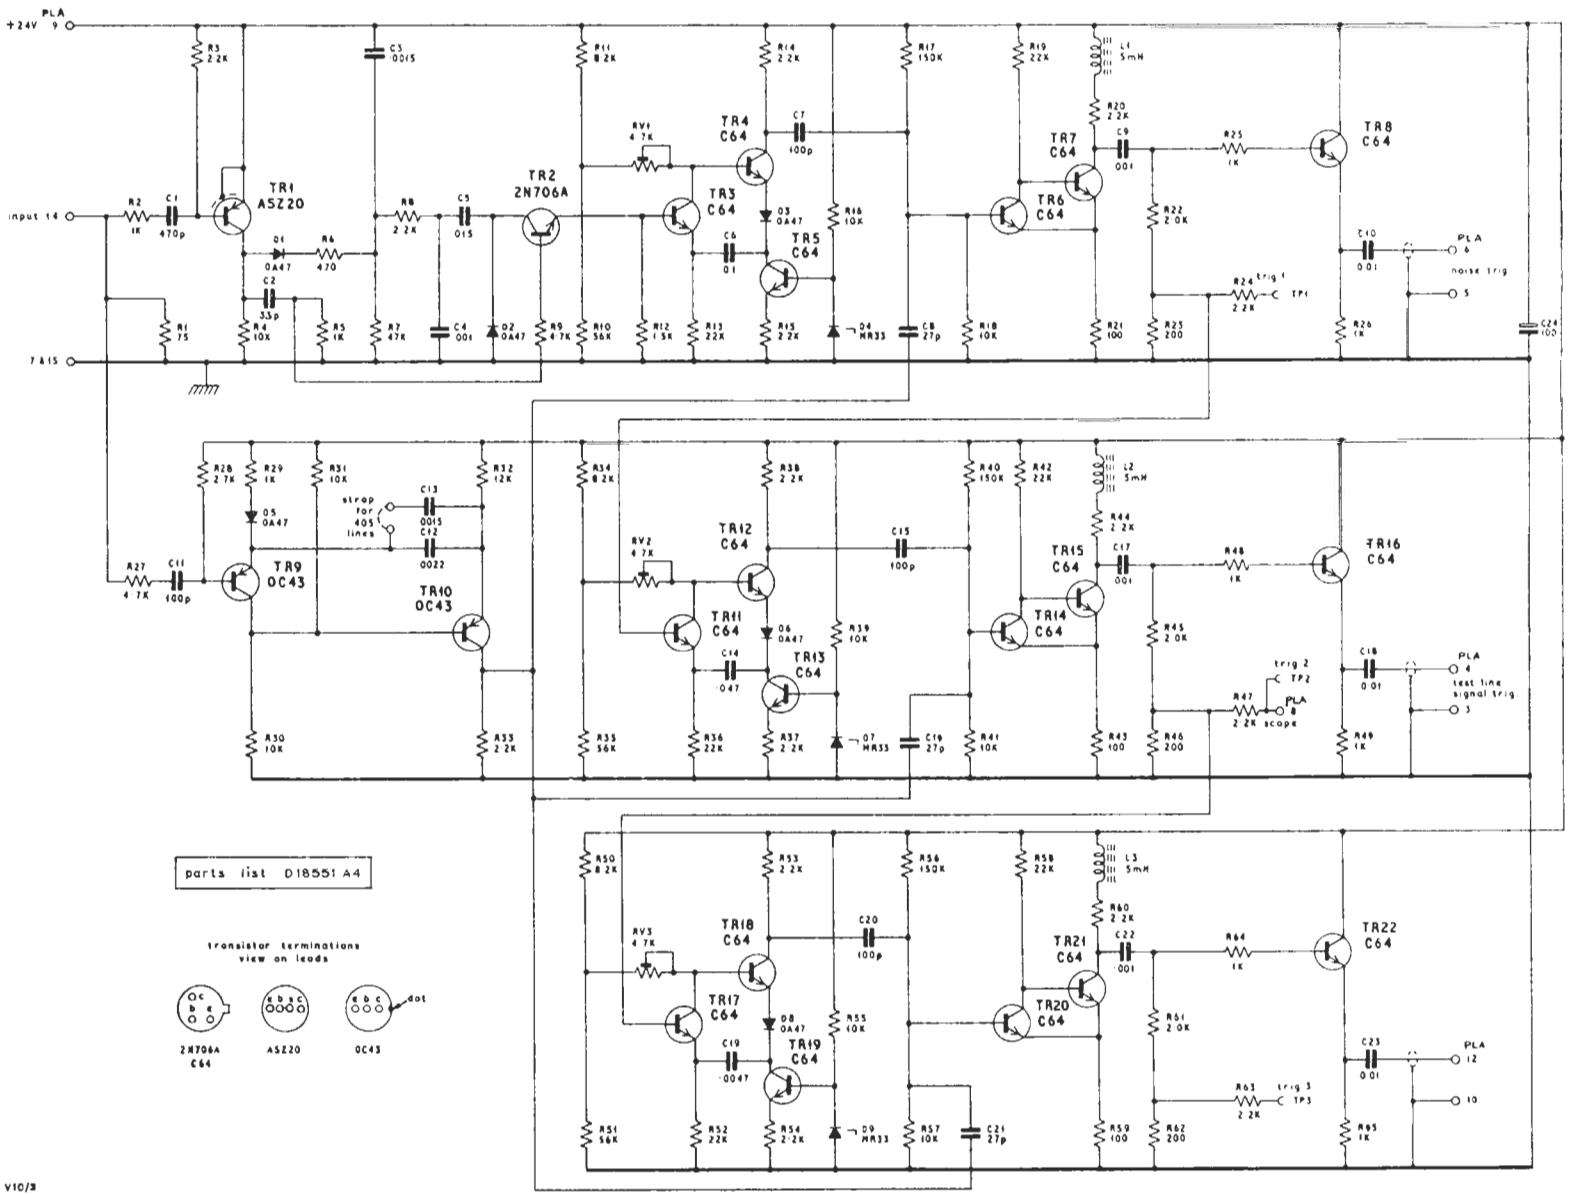 PLA
+24V 9
R3
2·2K
C3
·0015
R11
8·2K
R14
2·2K
R17
150K
R19
22K
L1
5mH
R20
2·2K
RV1
4·7K
TR4
C64
C7
100p
TR7
C64
C9
·001
R25
1K
TR8
C64
TR1
ASZ20
TR2
2N706A
TR3
C64
TR6
C64
input 14
R2
1K
C1
470p
R8
2·2K
C5
·015
D3
OA47
R16
10K
R22
2·0K
D1
OA47
R6
470
C6
0·1
TR5
C64
C10
0·01
PLA
6
noise trig.
5
C2
33p
R24
2·2K
trig 1
TP1
R1
75
R4
10K
R5
1K
R7
47K
C4
·001
D2
OA47
R9
4·7K
R10
56K
R12
1·5K
R13
22K
R15
2·2K
D4
MR33
C8
27p
R18
10K
R21
100
R23
200
R26
1K
C24
100
7 & 15
R28
2·7K
R29
1K
R31
10K
R32
12K
R34
8·2K
R38
2·2K
R40
150K
R42
22K
L2
5mH
strap
for
405
lines
C13
·0015
D5
OA47
C12
·0022
R44
2·2K
RV2
4·7K
TR12
C64
C15
100p
TR15
C64
C17
·001
R48
1K
TR16
C64
R27
4·7K
C11
100p
TR9
OC43
TR10
OC43
TR11
C64
D6
OA47
R39
10K
TR14
C64
R45
2·0K
C14
·047
TR13
C64
C18
0·01
PLA
4
test line
signal trig.
3
trig 2
TP2
R47
2·2K
PLA
8
scope
R30
10K
R33
2·2K
R35
56K
R36
22K
R37
2·2K
D7
MR33
C19
27p
R41
10K
R43
100
R46
200
R49
1K
R50
8·2K
R53
2·2K
R56
150K
R58
22K
L3
5mH
parts list D18551 A4
R60
2·2K
RV3
4·7K
TR18
C64
C20
100p
TR21
C64
C22
·001
R64
1K
TR22
C64
transistor terminations
view on leads
c
b e
e b s c
e b c
dot
2N706A
C64
ASZ20
OC43
TR17
C64
D8
OA47
R55
10K
TR20
C64
R61
2·0K
C19
·0047
TR19
C64
C23
0·01
PLA
12
10
R63
2·2K
trig 3
TP3
R51
56K
R52
22K
R54
2·2K
D9
MR33
R57
10K
C21
27p
R59
100
R62
200
R65
1K
V10/3